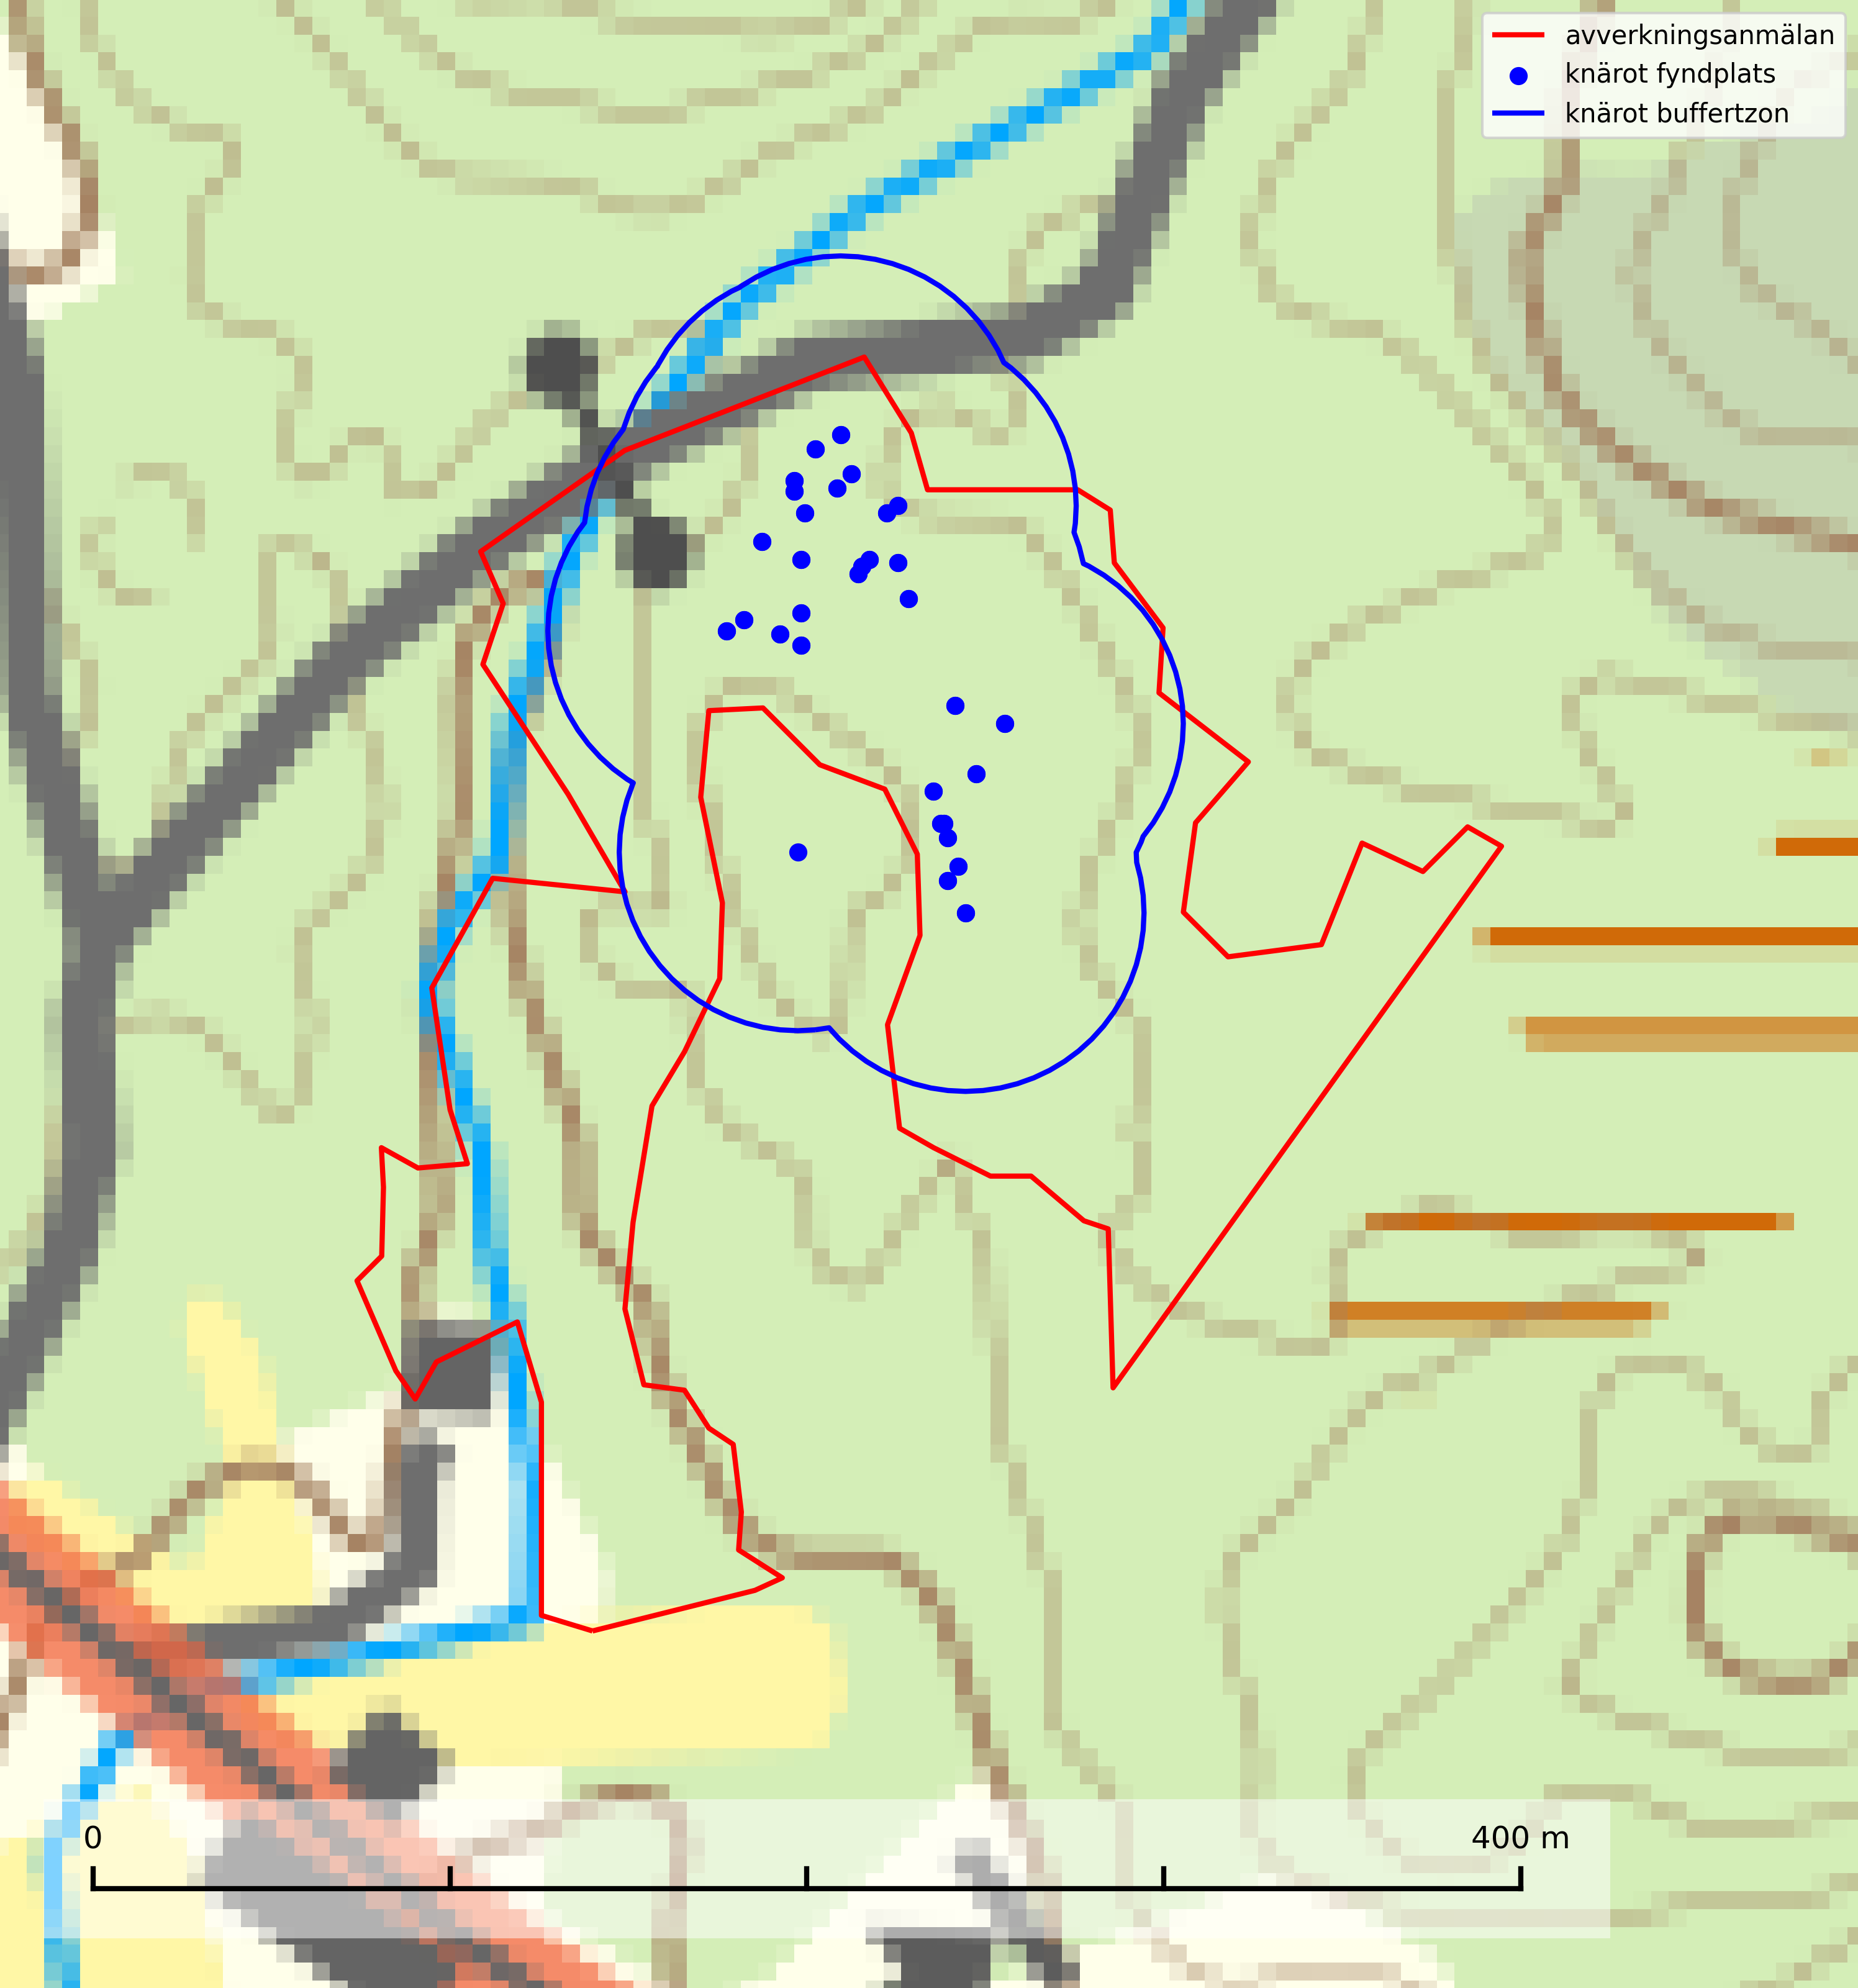 avverkningsanmälan
knärot fyndplats
knärot buffertzon
0
400 m